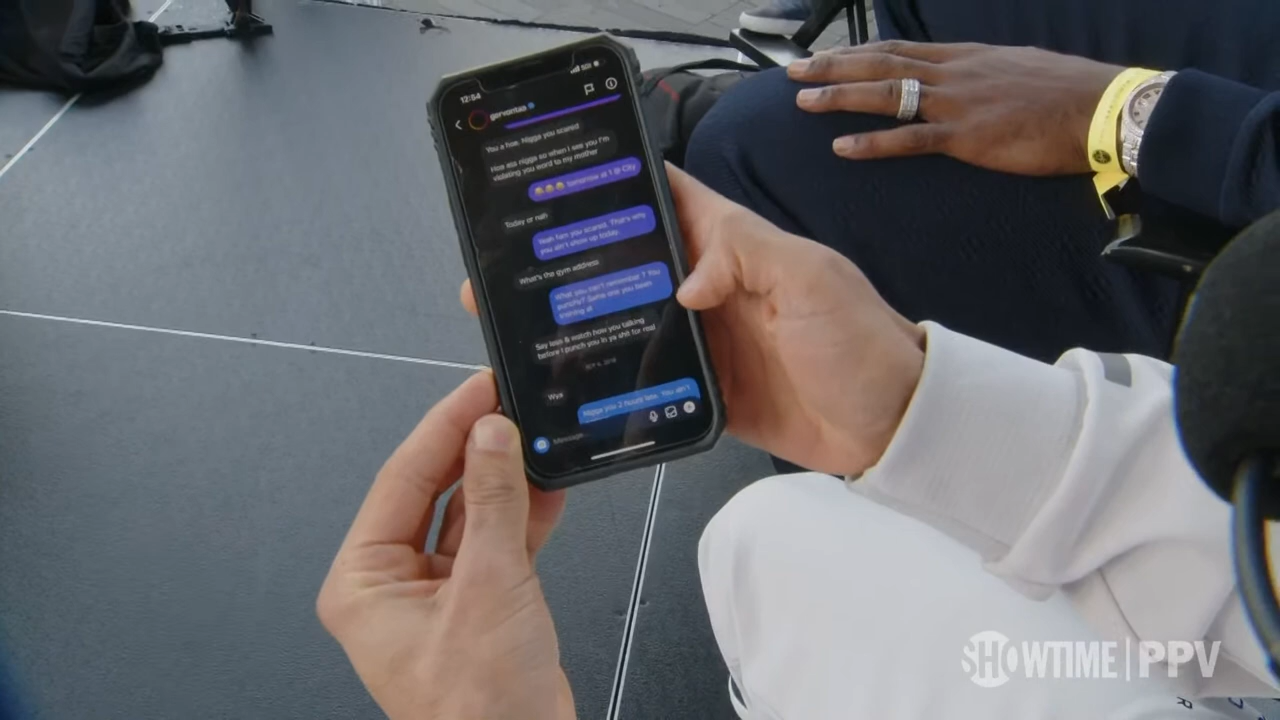 12:54
gervontaa
You a hoe. Nigga you scared
Hoe ass nigga so when I see you I'm
violating you word to my mother
😂😂😂 tomorrow at 1 @ City
Today or nah
Yeah fam you scared. That's why
you ain't show up today.
What's the gym address
What you can't remember ? You
punchy? Same one you been
training at
Say less & watch how you talking
before I punch you in ya shit for real
SEP 6, 2018
Wya
Nigga you 2 hours late. You ain't
Message...
SHOWTIME PPV